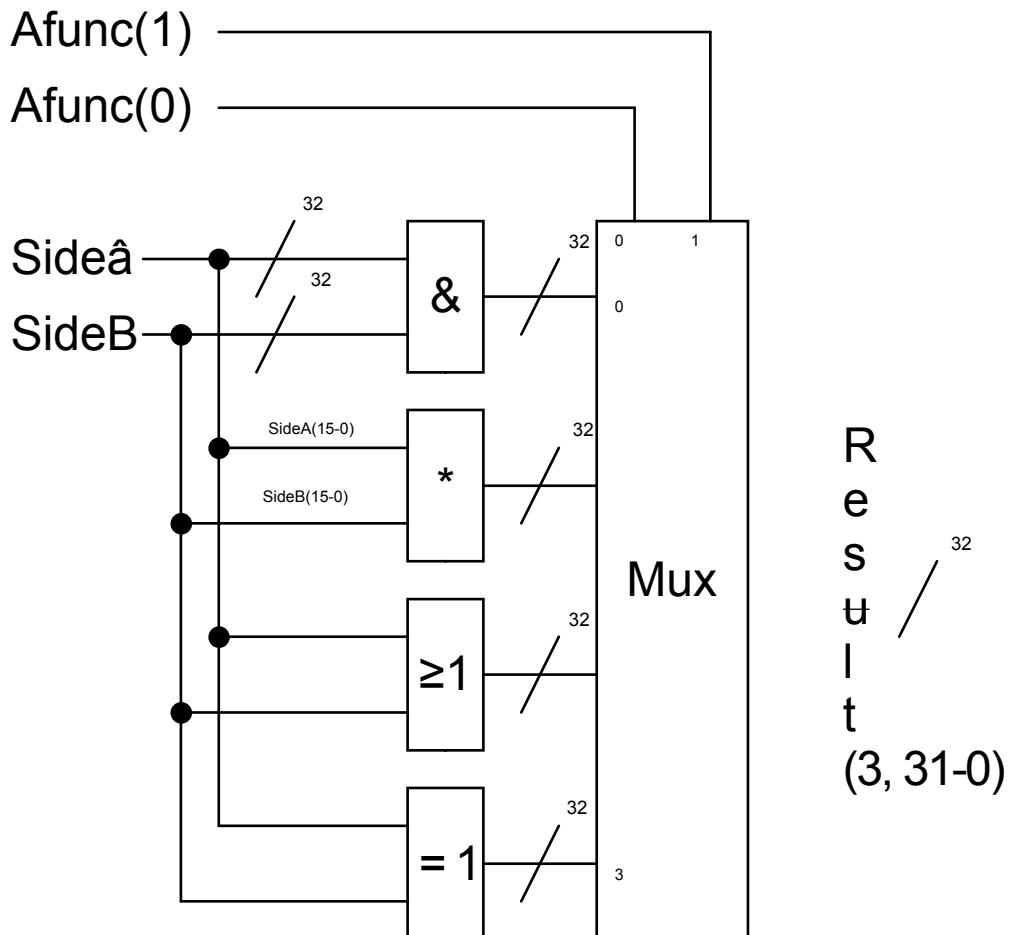 Afunc(1)
Afunc(0)
32
32
32
Sideâ
0
1
&
0
SideB
SideA(15-0)
32
*
SideB(15-0)
R
e
s
u
l
t
(3, 31-0)
32
Mux
32
≥1
32
= 1
3